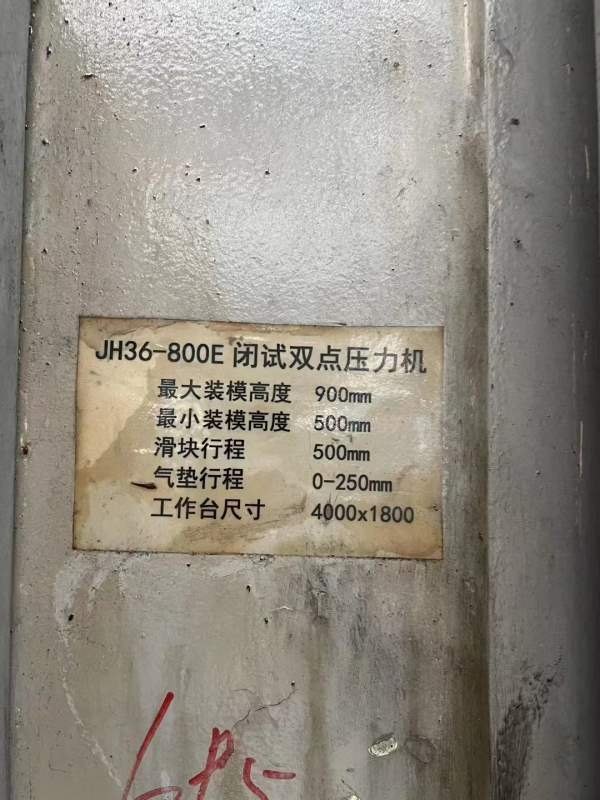 JH36-800E 闭试双点压力机
最大装模高度 900mm
最小装模高度 500mm
滑块行程 500mm
气垫行程 0-250mm
工作台尺寸 4000x1800